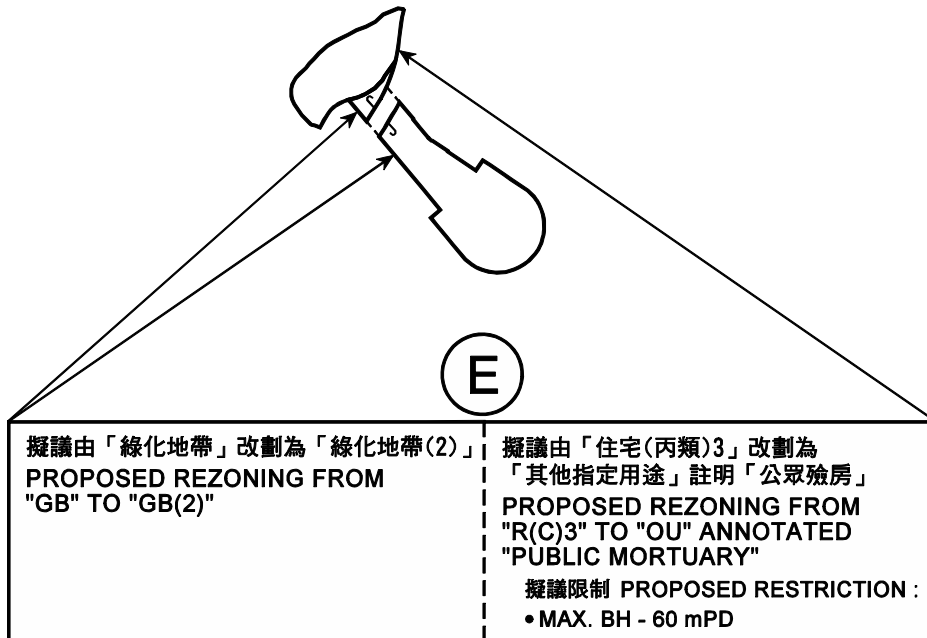 E
擬議由「綠化地帶」改劃為「綠化地帶(2)」
PROPOSED REZONING FROM
"GB" TO "GB(2)"
擬議由「住宅(丙類)3」改劃為
「其他指定用途」註明「公眾殮房」
PROPOSED REZONING FROM
"R(C)3" TO "OU" ANNOTATED
"PUBLIC MORTUARY"
擬議限制 PROPOSED RESTRICTION :
• MAX. BH - 60 mPD